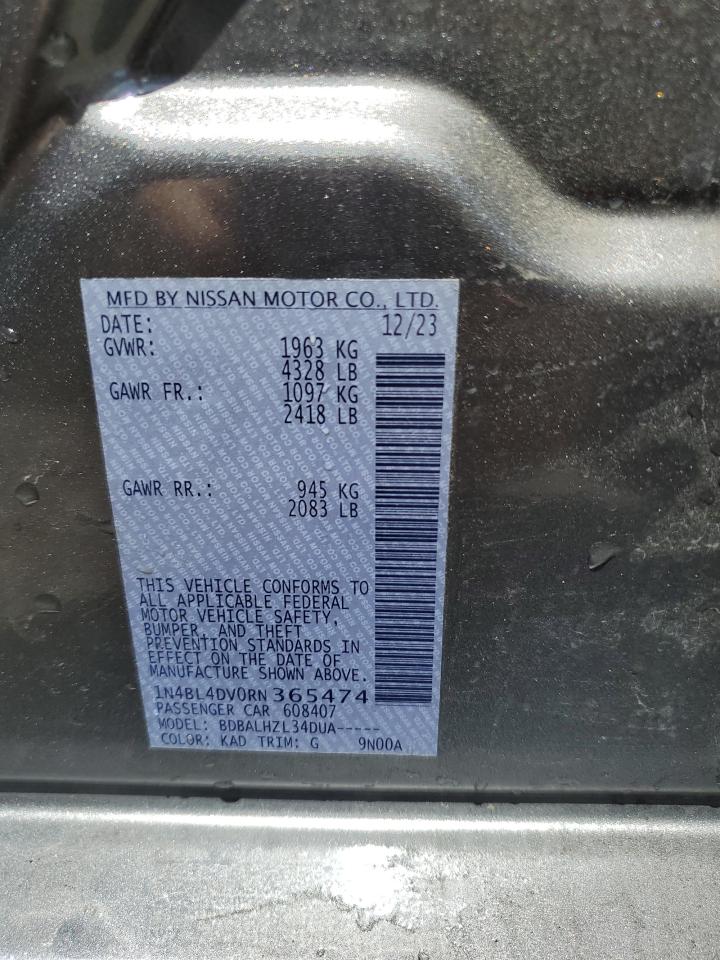 MFD BY NISSAN MOTOR CO., LTD.
DATE: 12/23
GVWR: 1963 KG
4328 LB
GAWR FR.: 1097 KG
2418 LB
GAWR RR.: 945 KG
2083 LB
THIS VEHICLE CONFORMS TO
ALL APPLICABLE FEDERAL
MOTOR VEHICLE SAFETY,
BUMPER, AND THEFT
PREVENTION STANDARDS IN
EFFECT ON THE DATE OF
MANUFACTURE SHOWN ABOVE.
1N4BL4DV0RN365474
PASSENGER CAR 608407
MODEL: BDBALHZL34DUA-----
COLOR: KAD TRIM: G 9N00A